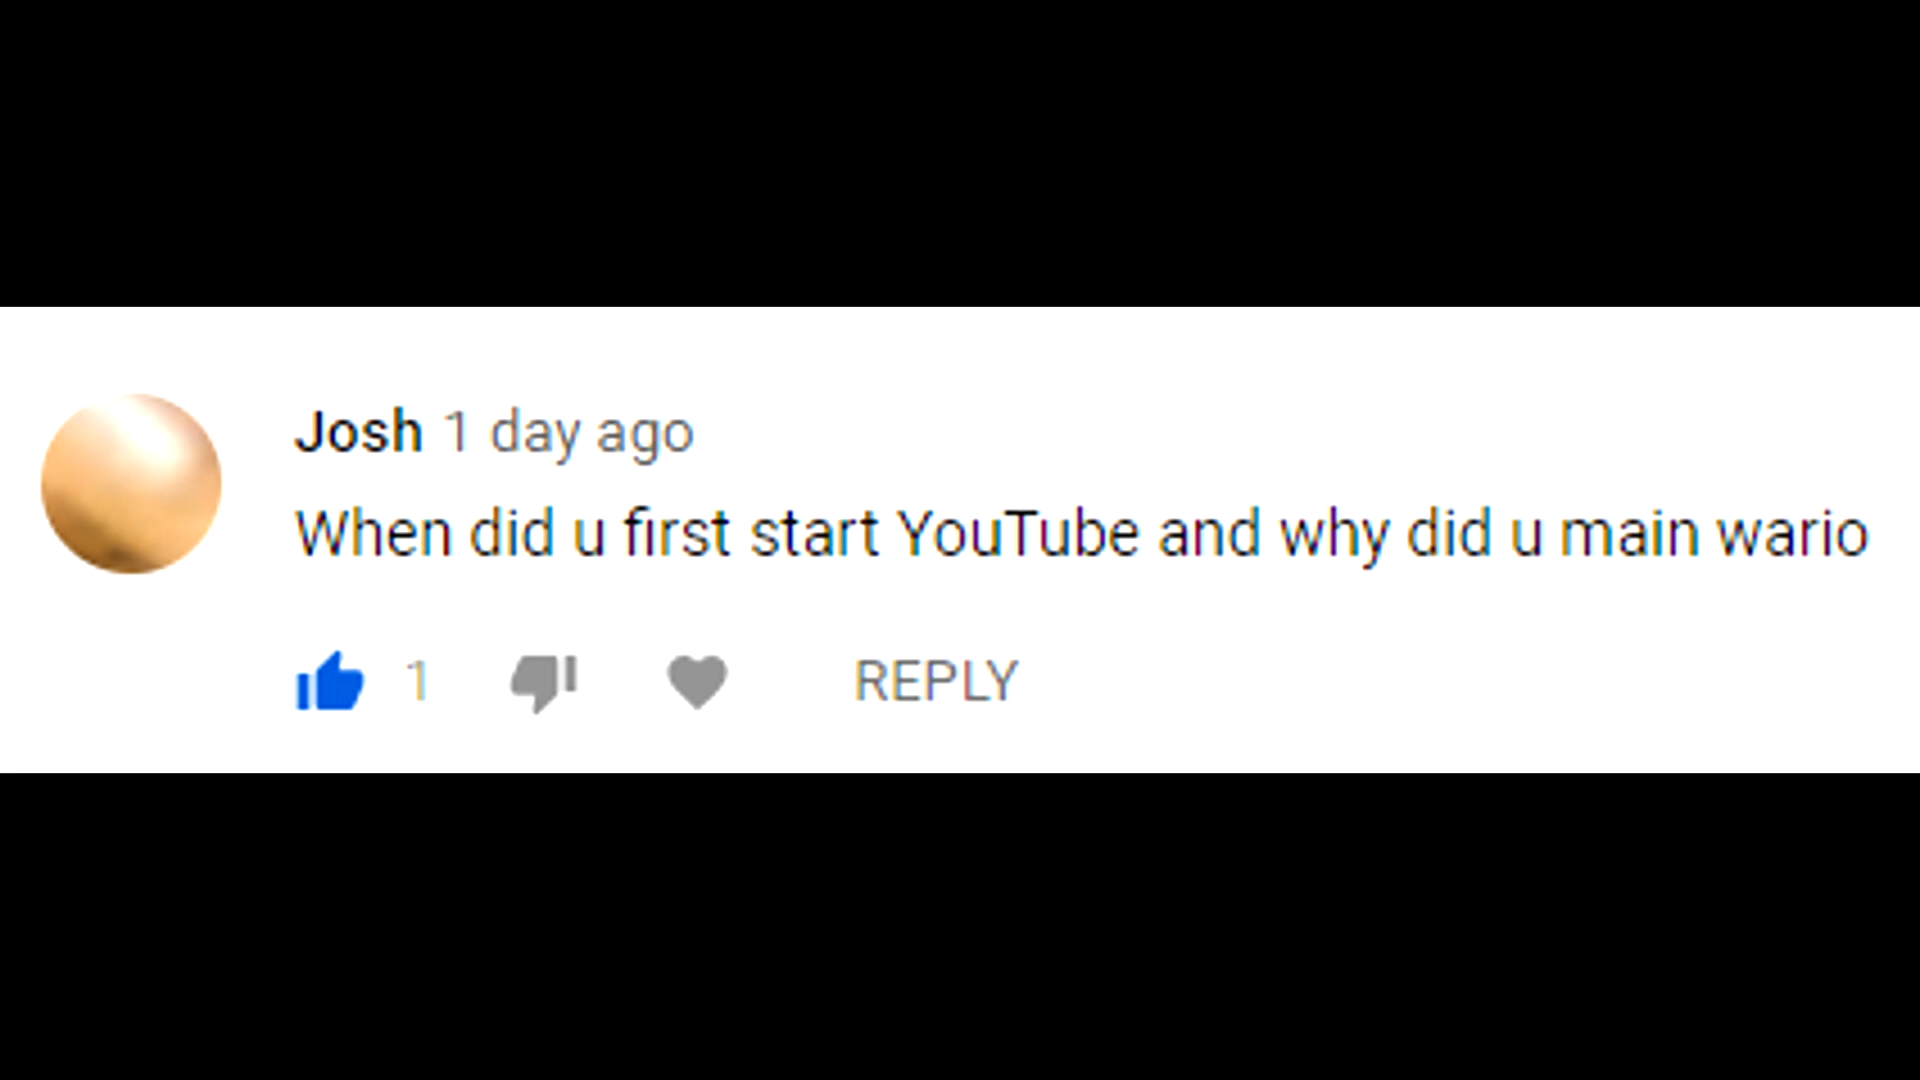 Josh 1 day ago
When did u first start YouTube and why did u main wario
1 REPLY